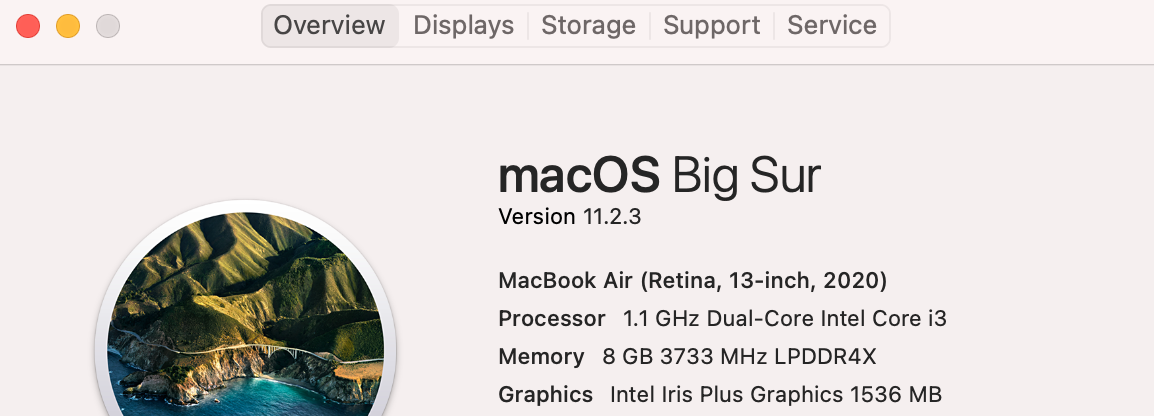 Overview Displays Storage Support Service
macOS Big Sur
Version 11.2.3
MacBook Air (Retina, 13-inch, 2020)
Processor 1.1 GHz Dual-Core Intel Core i3
Memory 8 GB 3733 MHz LPDDR4X
Graphics Intel Iris Plus Graphics 1536 MB